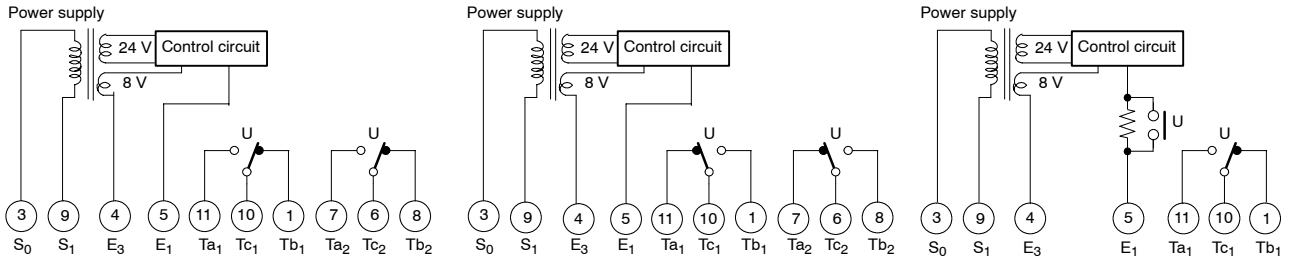 Power supply
24 V
Control circuit
8 V
U
U
3
9
4
5
11
10
1
7
6
8
S₀
S₁
E₃
E₁
Ta₁
Tc₁
Tb₁
Ta₂
Tc₂
Tb₂
Power supply
24 V
Control circuit
8 V
U
U
3
9
4
5
11
10
1
7
6
8
S₀
S₁
E₃
E₁
Ta₁
Tc₁
Tb₁
Ta₂
Tc₂
Tb₂
Power supply
24 V
Control circuit
8 V
U
U
3
9
4
5
11
10
1
S₀
S₁
E₃
E₁
Ta₁
Tc₁
Tb₁